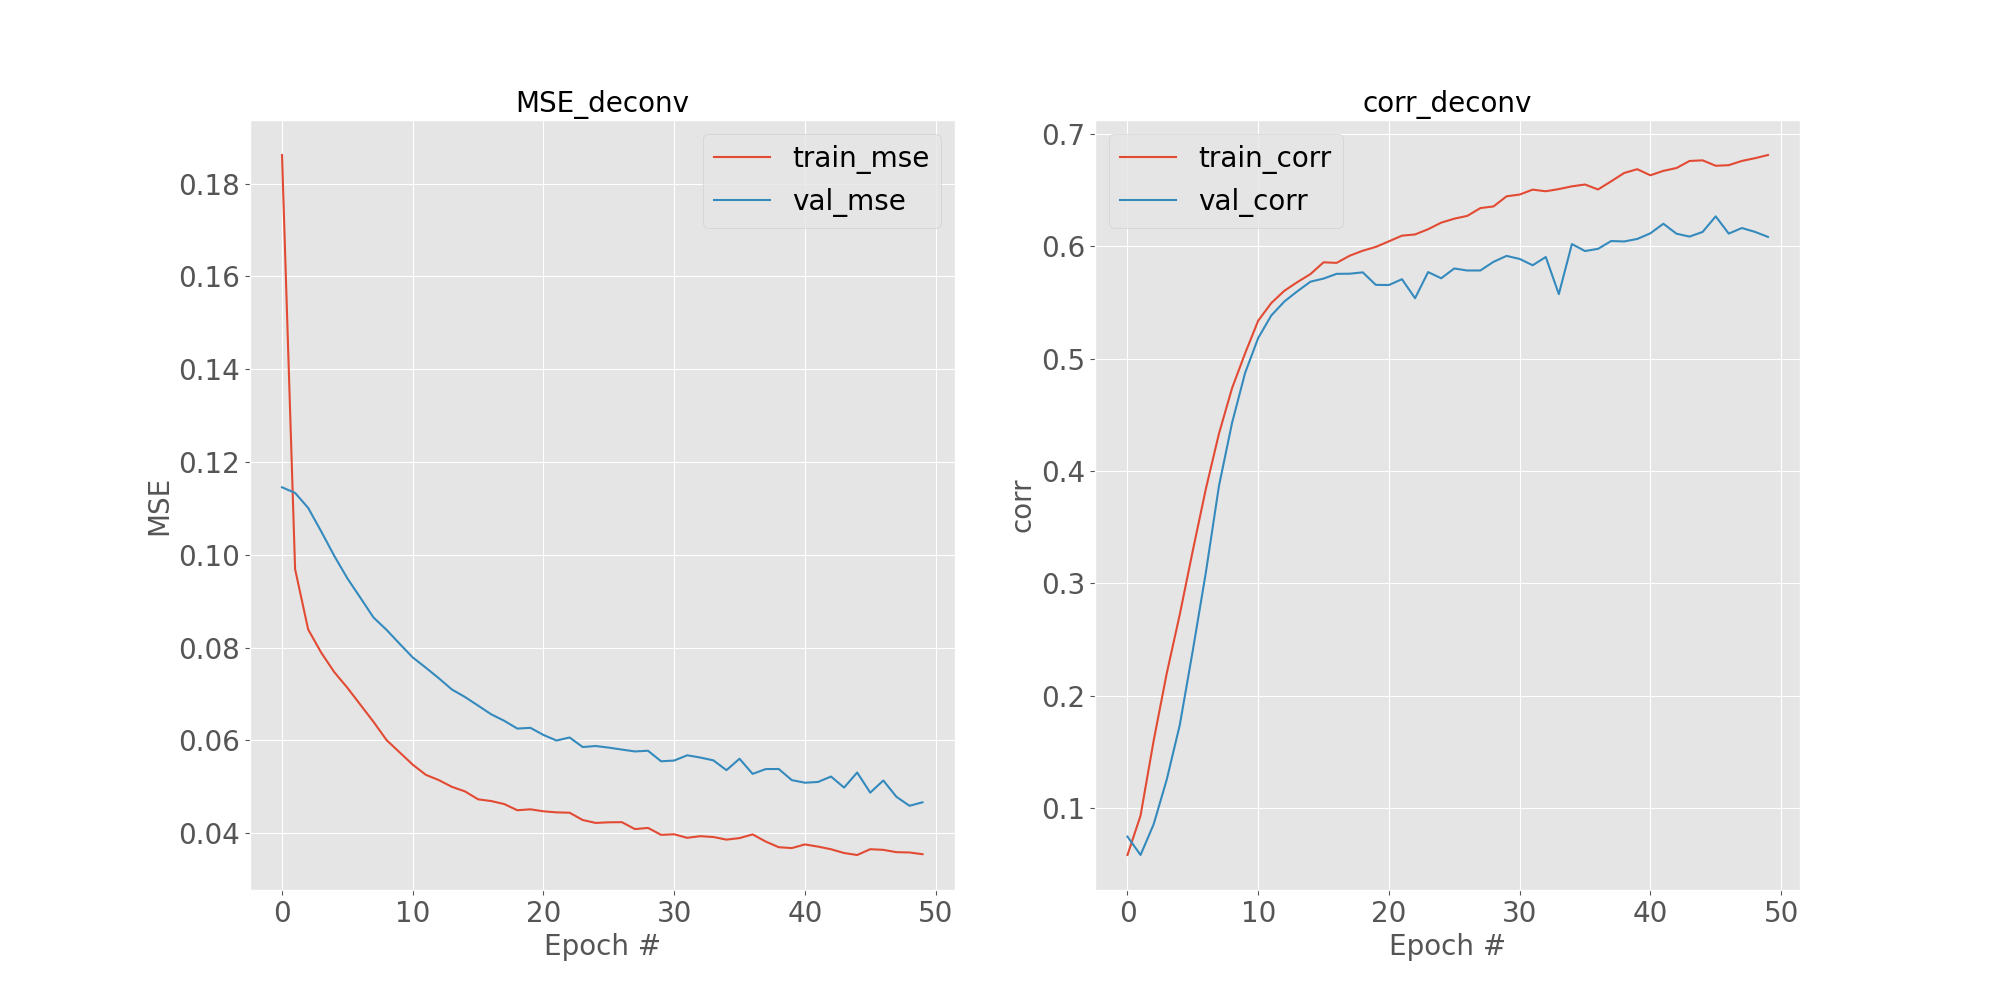 MSE_deconv
train_mse
val_mse
0.18
0.16
0.14
0.12
0.10
0.08
0.06
0.04
MSE
0 10 20 30 40 50
Epoch #
corr_deconv
train_corr
val_corr
0.7
0.6
0.5
0.4
0.3
0.2
0.1
corr
0 10 20 30 40 50
Epoch #